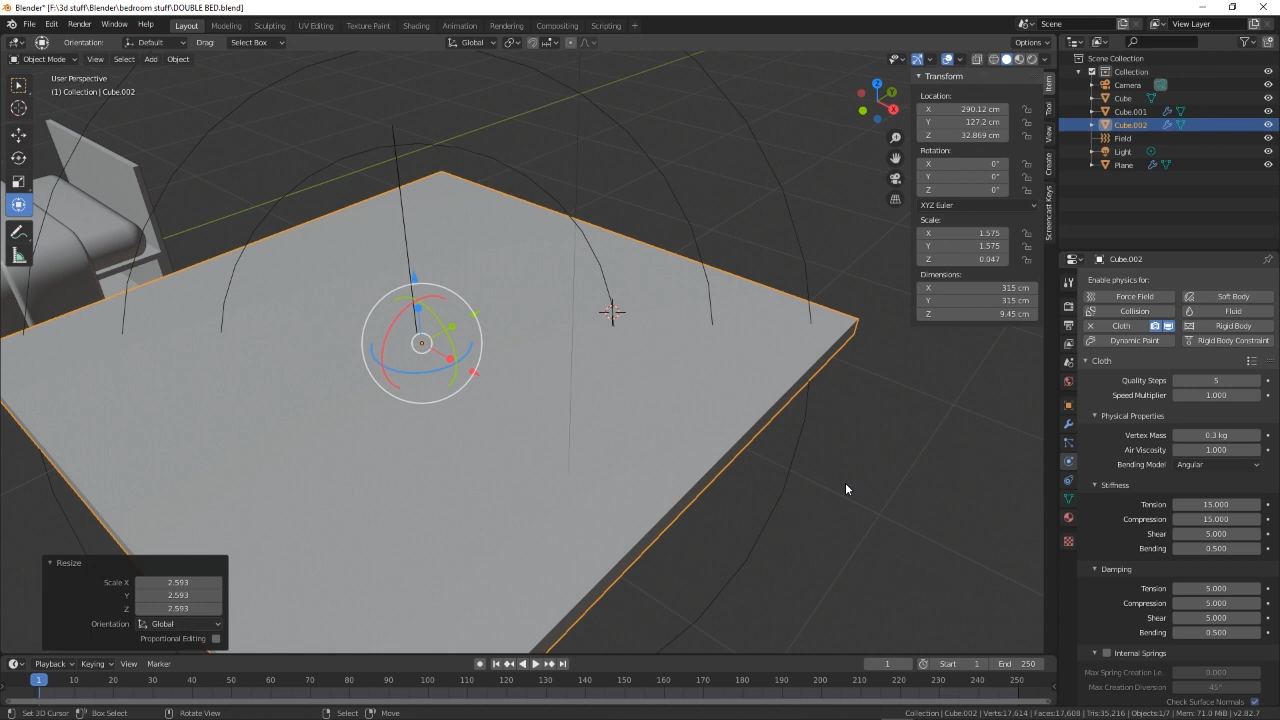 Blender* [F:\3d stuff\Blender\bedroom stuff\DOUBLE BED.blend]
File Edit Render Window Help Layout Modeling Sculpting UV Editing Texture Paint Shading Animation Rendering Compositing Scripting + Scene View Layer
Orientation: Default Drag: Select Box Global Options
Object Mode View Select Add Object
User Perspective
(1) Collection | Cube.002
Z
Y
X
Transform
Location:
X 290.12 cm
Y 127.2 cm
Z 32.869 cm
Rotation:
X 0°
Y 0°
Z 0°
XYZ Euler
Scale:
X 1.575
Y 1.575
Z 0.047
Dimensions:
X 315 cm
Y 315 cm
Z 9.45 cm
Item
Tool
View
Create
Screencast Keys
Scene Collection
Collection
Camera
Cube
Cube.001
Cube.002
Field
Light
Plane
Cube.002
Enable physics for:
Force Field Soft Body
Collision Fluid
Cloth Rigid Body
Dynamic Paint Rigid Body Constraint
Cloth
Quality Steps 5
Speed Multiplier 1.000
Physical Properties
Vertex Mass 0.3 kg
Air Viscosity 1.000
Bending Model Angular
Stiffness
Tension 15.000
Compression 15.000
Shear 5.000
Bending 0.500
Damping
Tension 5.000
Compression 5.000
Shear 5.000
Bending 0.500
Internal Springs
Max Spring Creation Le.. 0.000
Max Creation Diversion 45°
Check Surface Normals
Resize
Scale X 2.593
Y 2.593
Z 2.593
Orientation Global
Proportional Editing
Playback Keying View Marker 1 Start 1 End 250
1 10 20 30 40 50 60 70 80 90 100 110 120 130 140 150 160 170 180 190 200 210 220 230 240 250
Set 3D Cursor Box Select Rotate View Select Move Collection | Cube.002 | Verts:17,614 | Faces:17,608 | Tris:35,216 | Objects:1/7 | Mem: 71.0 MiB | v2.82.7